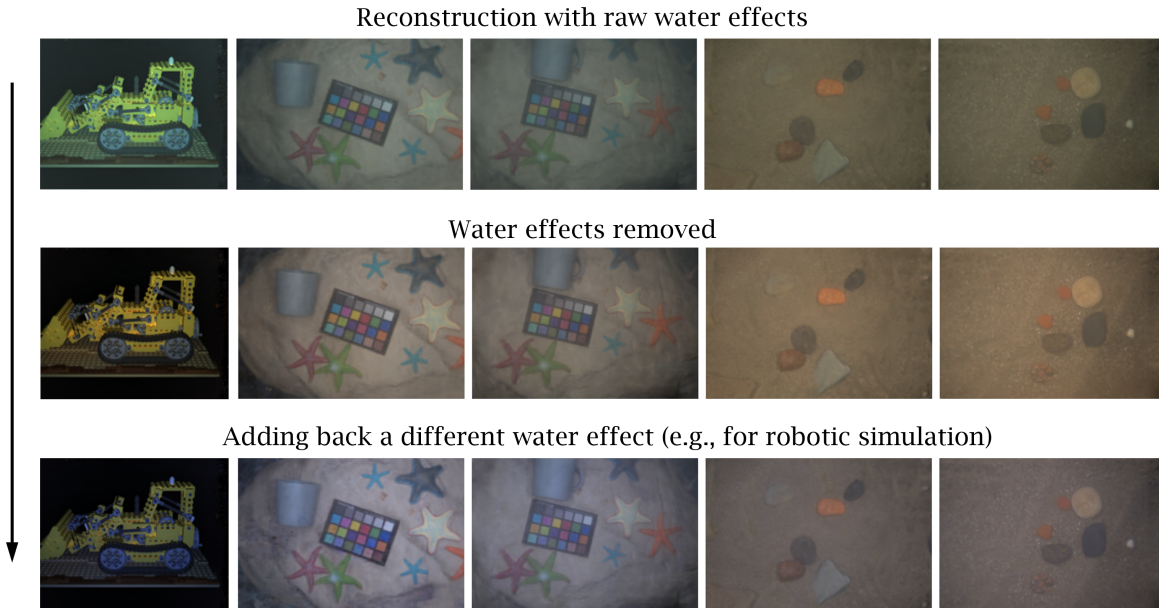 Reconstruction with raw water effects
Water effects removed
Adding back a different water effect (e.g., for robotic simulation)